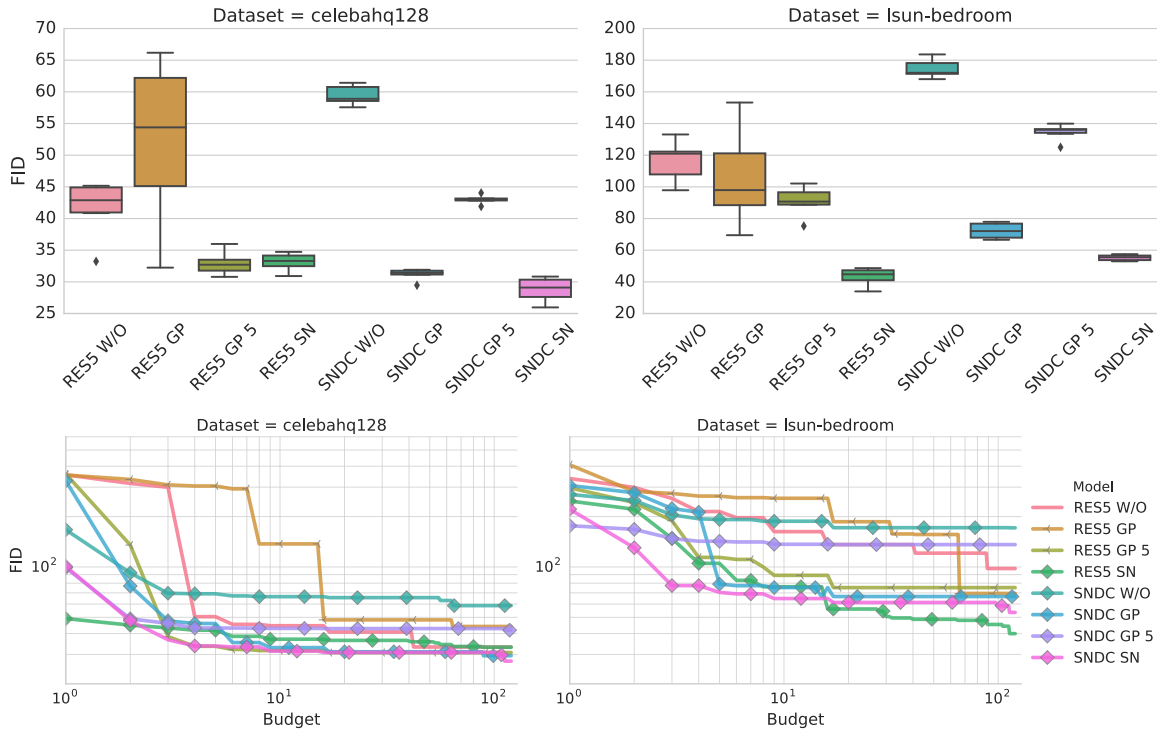 Dataset = celebahq128
Dataset = lsun-bedroom
FID
70
65
60
55
50
45
40
35
30
25
200
180
160
140
120
100
80
60
40
20
RES5 W/O
RES5 GP
RES5 GP 5
RES5 SN
SNDC W/O
SNDC GP
SNDC GP 5
SNDC SN
RES5 W/O
RES5 GP
RES5 GP 5
RES5 SN
SNDC W/O
SNDC GP
SNDC GP 5
SNDC SN
Dataset = celebahq128
Dataset = lsun-bedroom
FID
10²
10²
10⁰
10¹
10²
10⁰
10¹
10²
Budget
Budget
Model
RES5 W/O
RES5 GP
RES5 GP 5
RES5 SN
SNDC W/O
SNDC GP
SNDC GP 5
SNDC SN